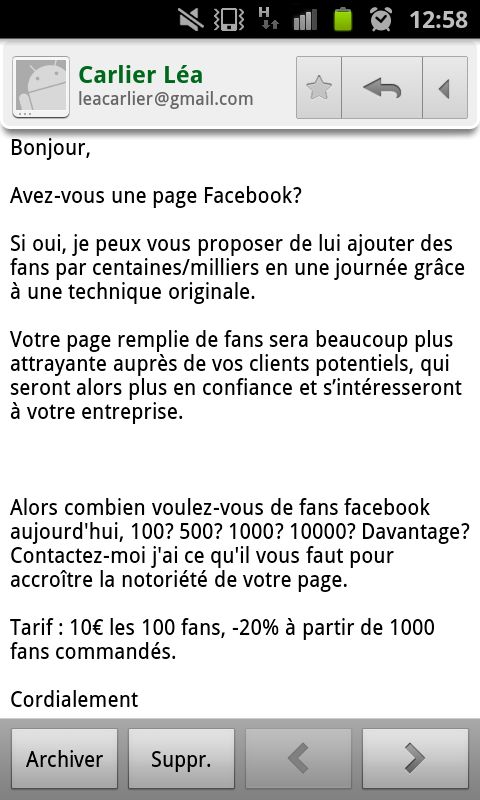 H
12:58
Carlier Léa
leacarlier@gmail.com
Bonjour,
Avez-vous une page Facebook?
Si oui, je peux vous proposer de lui ajouter des
fans par centaines/milliers en une journée grâce
à une technique originale.
Votre page remplie de fans sera beaucoup plus
attrayante auprès de vos clients potentiels, qui
seront alors plus en confiance et s’intéresseront
à votre entreprise.
Alors combien voulez-vous de fans facebook
aujourd'hui, 100? 500? 1000? 10000? Davantage?
Contactez-moi j'ai ce qu'il vous faut pour
accroître la notoriété de votre page.
Tarif : 10€ les 100 fans, -20% à partir de 1000
fans commandés.
Cordialement
Archiver
Suppr.